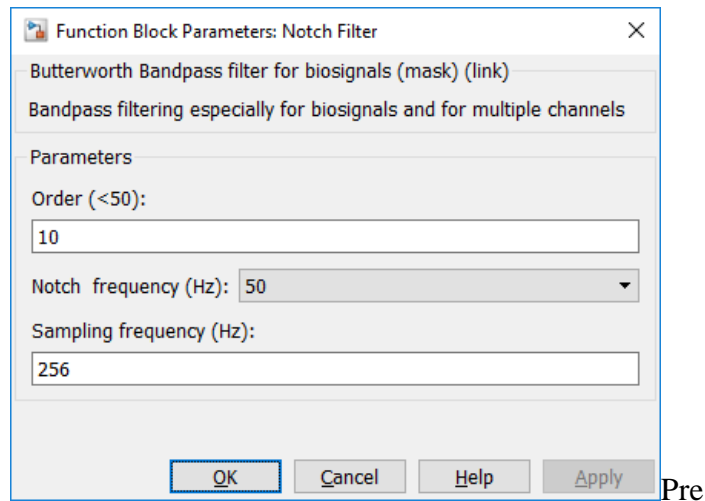 Function Block Parameters: Notch Filter
Butterworth Bandpass filter for biosignals (mask) (link)
Bandpass filtering especially for biosignals and for multiple channels
Parameters
Order (<50):
10
Notch  frequency (Hz): 50
Sampling frequency (Hz):
256
OK Cancel Help Apply
Pre